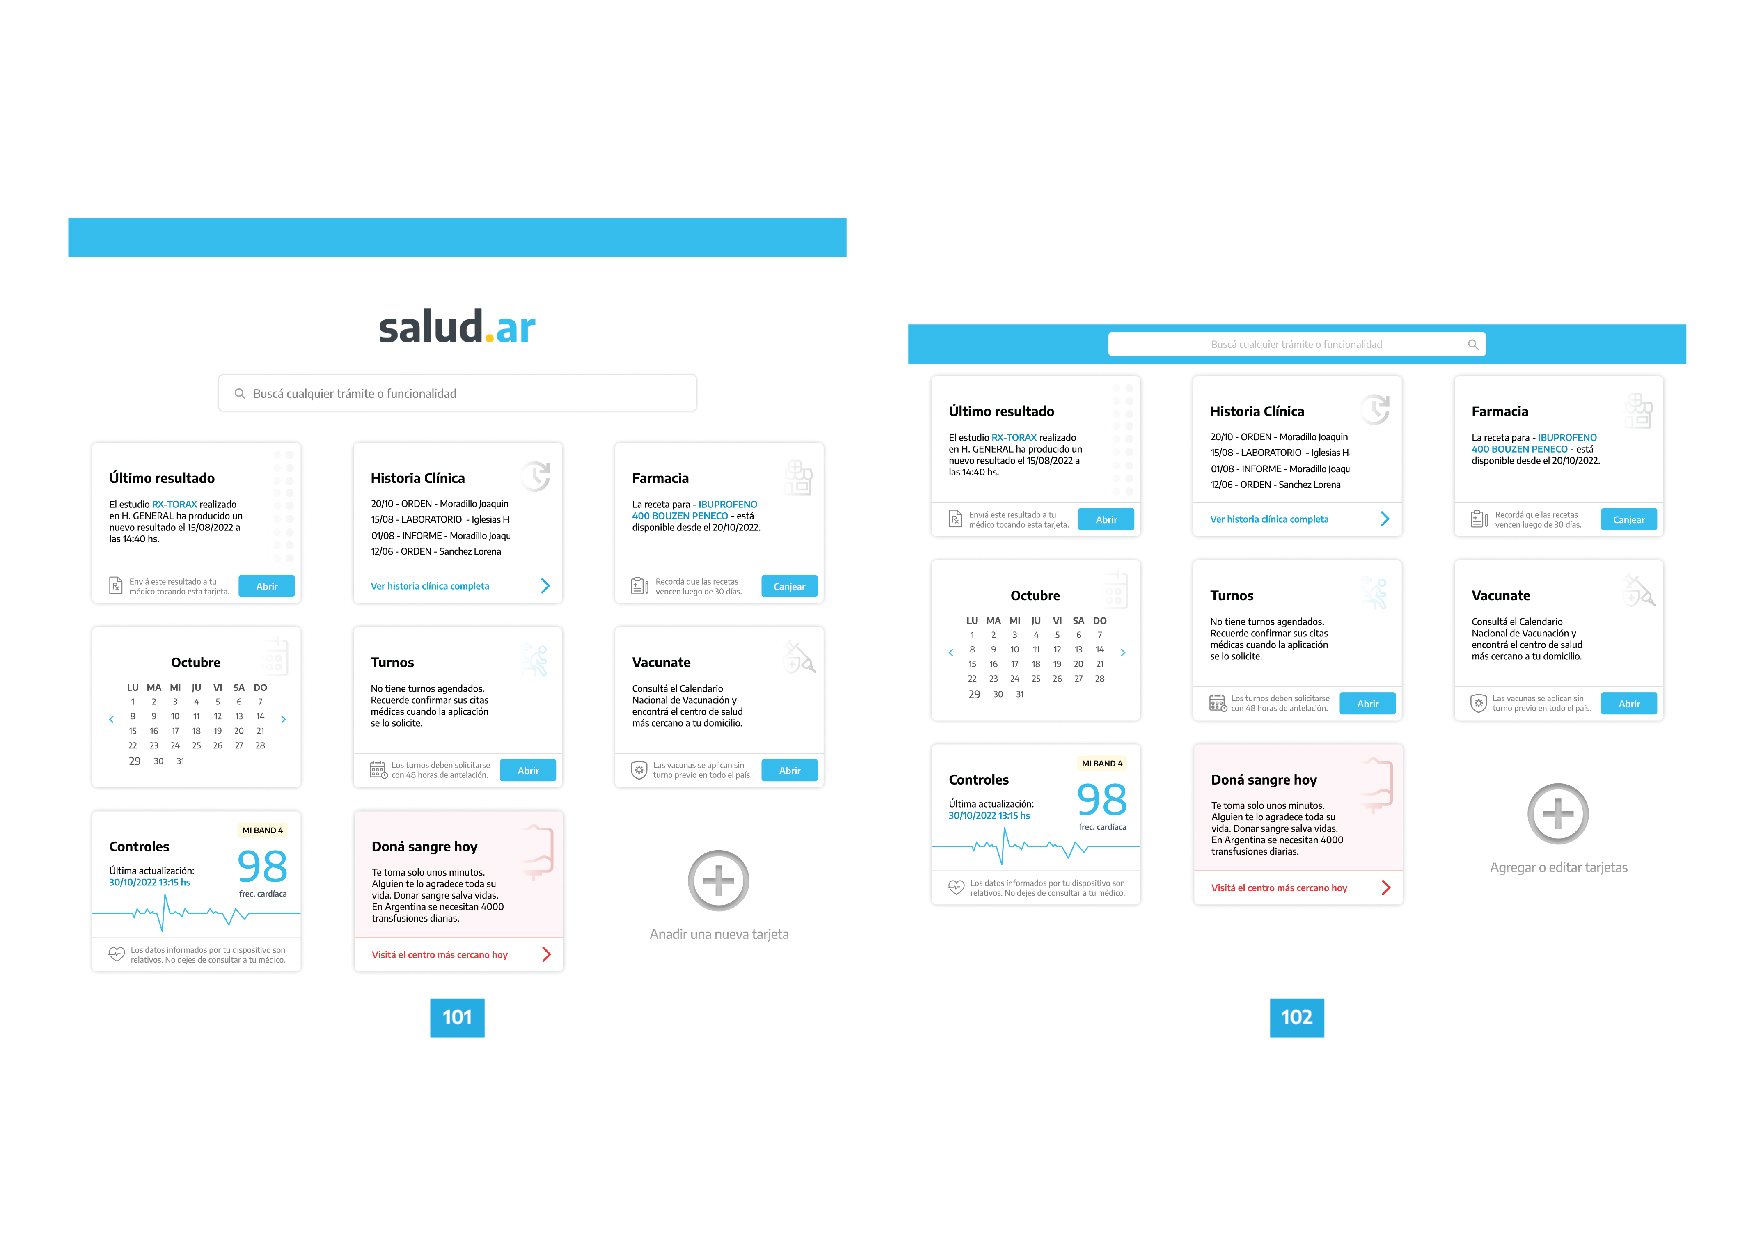 salud.ar
Buscá cualquier trámite o funcionalidad
Último resultado
El estudio RX-TORAX realizado
en H. GENERAL ha producido un
nuevo resultado el 15/08/2022 a
las 14:40 hs.
Enviá este resultado a tu
médico tocando esta tarjeta.
Abrir
Historia Clínica
20/10 - ORDEN - Moradillo Joaquin
15/08 - LABORATORIO - Iglesias H
01/08 - INFORME - Moradillo Joaqu
12/06 - ORDEN - Sanchez Lorena
Ver historia clínica completa
Farmacia
La receta para - IBUPROFENO
400 BOUZEN PENECO - está
disponible desde el 20/10/2022.
Recordá que las recetas
vencen luego de 30 días.
Canjear
Octubre
LU MA MI JU VI SA DO
1 2 3 4 5 6 7
8 9 10 11 12 13 14
15 16 17 18 19 20 21
22 23 24 25 26 27 28
29 30 31
Turnos
No tiene turnos agendados.
Recuerde confirmar sus citas
médicas cuando la aplicación
se lo solicite.
Los turnos deben solicitarse
con 48 horas de antelación.
Abrir
Vacunate
Consultá el Calendario
Nacional de Vacunación y
encontrá el centro de salud
más cercano a tu domicilio.
Las vacunas se aplican sin
turno previo en todo el país.
Abrir
Controles
MI BAND 4
Última actualización:
30/10/2022 13:15 hs
98
frec. cardíaca
Los datos informados por tu dispositivo son
relativos. No dejes de consultar a tu médico.
Doná sangre hoy
Te toma solo unos minutos.
Alguien te lo agradece toda su
vida. Donar sangre salva vidas.
En Argentina se necesitan 4000
transfusiones diarias.
Visitá el centro más cercano hoy
Anadir una nueva tarjeta
101
Buscá cualquier trámite o funcionalidad
Último resultado
El estudio RX-TORAX realizado
en H. GENERAL ha producido un
nuevo resultado el 15/08/2022 a
las 14:40 hs.
Enviá este resultado a tu
médico tocando esta tarjeta.
Abrir
Historia Clínica
20/10 - ORDEN - Moradillo Joaquin
15/08 - LABORATORIO - Iglesias H
01/08 - INFORME - Moradillo Joaqu
12/06 - ORDEN - Sanchez Lorena
Ver historia clínica completa
Farmacia
La receta para - IBUPROFENO
400 BOUZEN PENECO - está
disponible desde el 20/10/2022.
Recordá que las recetas
vencen luego de 30 días.
Canjear
Octubre
LU MA MI JU VI SA DO
1 2 3 4 5 6 7
8 9 10 11 12 13 14
15 16 17 18 19 20 21
22 23 24 25 26 27 28
29 30 31
Turnos
No tiene turnos agendados.
Recuerde confirmar sus citas
médicas cuando la aplicación
se lo solicite.
Los turnos deben solicitarse
con 48 horas de antelación.
Abrir
Vacunate
Consultá el Calendario
Nacional de Vacunación y
encontrá el centro de salud
más cercano a tu domicilio.
Las vacunas se aplican sin
turno previo en todo el país.
Abrir
Controles
MI BAND 4
Última actualización:
30/10/2022 13:15 hs
98
frec. cardíaca
Los datos informados por tu dispositivo son
relativos. No dejes de consultar a tu médico.
Doná sangre hoy
Te toma solo unos minutos.
Alguien te lo agradece toda su
vida. Donar sangre salva vidas.
En Argentina se necesitan 4000
transfusiones diarias.
Visitá el centro más cercano hoy
Agregar o editar tarjetas
102